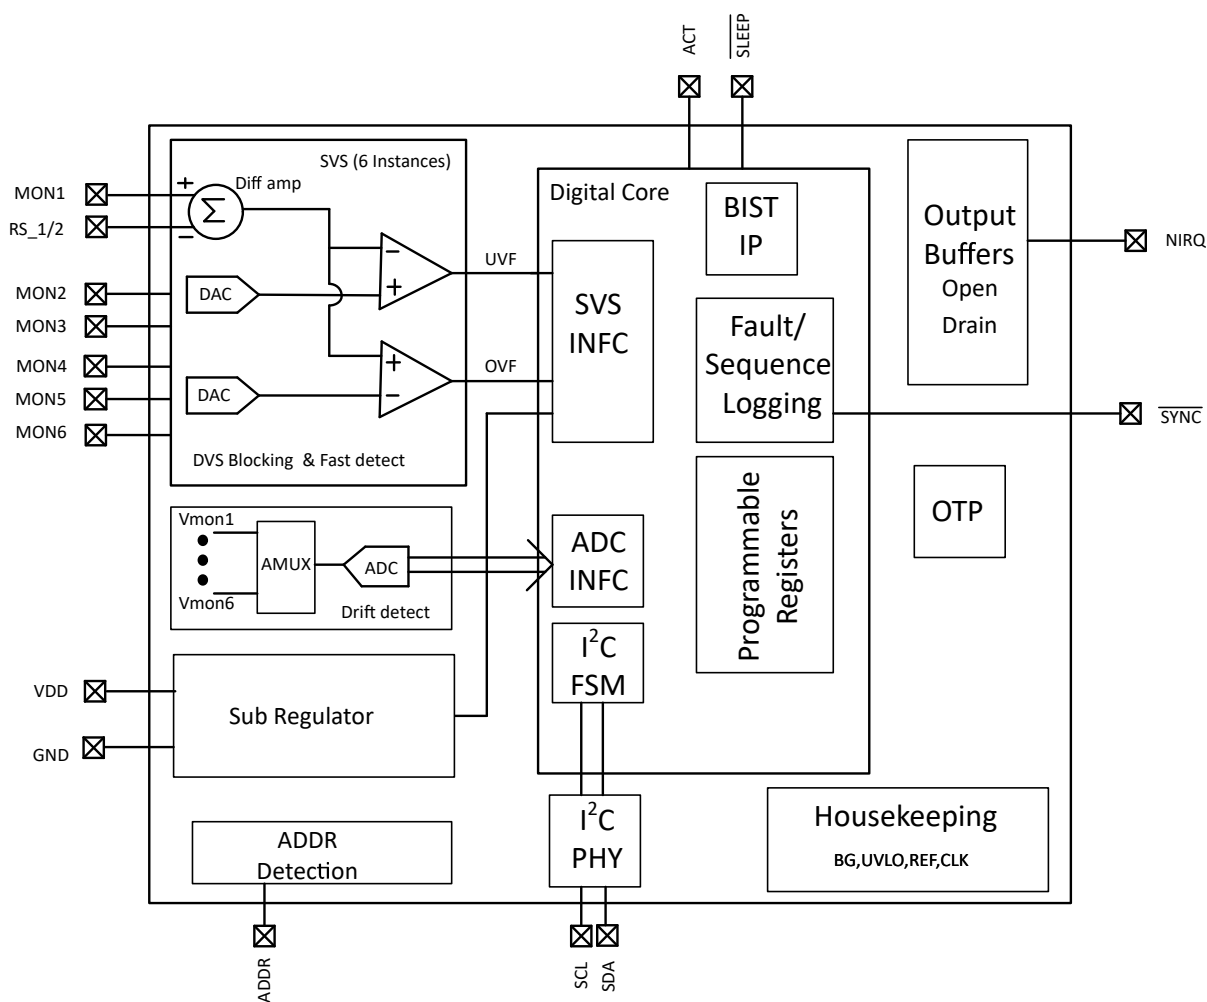 ACT
SLEEP
SVS (6 Instances)
+
Diff amp
Σ
−
MON1
RS_1/2
MON2
MON3
MON4
MON5
MON6
DAC
−
+
UVF
DAC
+
−
OVF
DVS Blocking & Fast detect
Digital Core
BIST
IP
SVS
INFC
Fault/
Sequence
Logging
Output
Buffers
Open
Drain
NIRQ
SYNC
OTP
Vmon1
Vmon6
AMUX
ADC
Drift detect
ADC
INFC
Programmable
Registers
I²C
FSM
VDD
GND
Sub Regulator
ADDR
Detection
I²C
PHY
Housekeeping
BG,UVLO,REF,CLK
ADDR
SCL
SDA